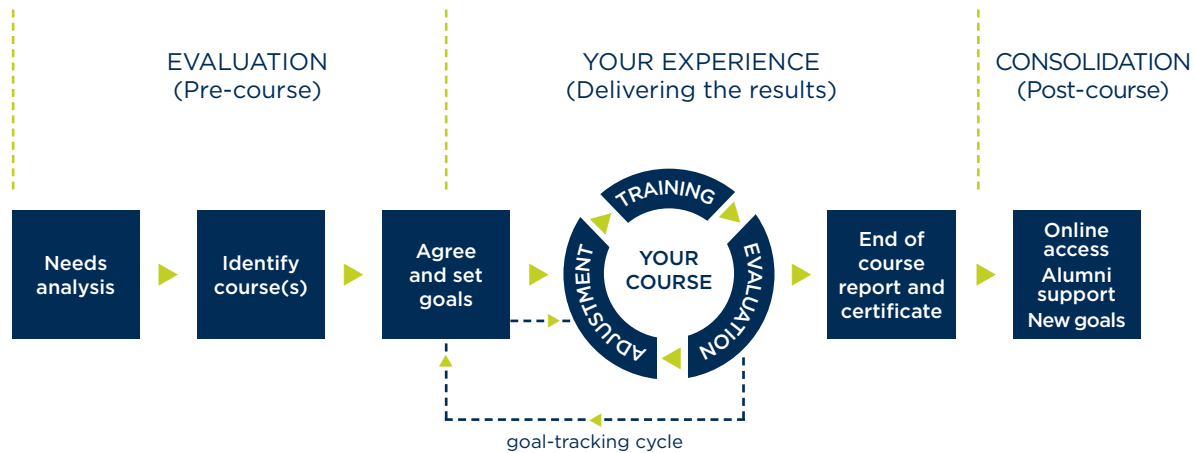 EVALUATION
(Pre-course)
YOUR EXPERIENCE
(Delivering the results)
CONSOLIDATION
(Post-course)
Needs
analysis
Identify
course(s)
Agree
and set
goals
TRAINING
EVALUATION
ADJUSTMENT
YOUR
COURSE
End of
course
report and
certificate
Online
access
Alumni
support
New goals
goal-tracking cycle